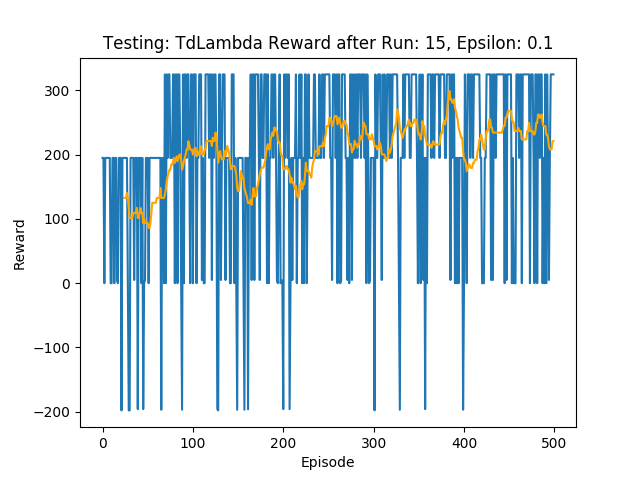 Testing: TdLambda Reward after Run: 15, Epsilon: 0.1
300
200
100
0
−100
−200
Reward
0 100 200 300 400 500
Episode